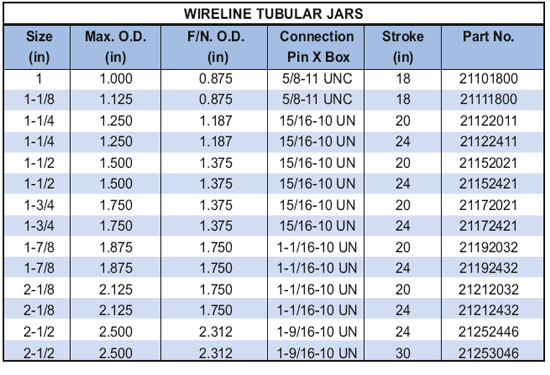 WIRELINE TUBULAR JARS
Size Max. O.D. F/N. O.D. Connection Stroke Part No.
(in) (in) (in) Pin X Box (in)
1 1.000 0.875 5/8-11 UNC 18 21101800
1-1/8 1.125 0.875 5/8-11 UNC 18 21111800
1-1/4 1.250 1.187 15/16-10 UN 20 21122011
1-1/4 1.250 1.187 15/16-10 UN 24 21122411
1-1/2 1.500 1.375 15/16-10 UN 20 21152021
1-1/2 1.500 1.375 15/16-10 UN 24 21152421
1-3/4 1.750 1.375 15/16-10 UN 20 21172021
1-3/4 1.750 1.375 15/16-10 UN 24 21172421
1-7/8 1.875 1.750 1-1/16-10 UN 20 21192032
1-7/8 1.875 1.750 1-1/16-10 UN 24 21192432
2-1/8 2.125 1.750 1-1/16-10 UN 20 21212032
2-1/8 2.125 1.750 1-1/16-10 UN 24 21212432
2-1/2 2.500 2.312 1-9/16-10 UN 24 21252446
2-1/2 2.500 2.312 1-9/16-10 UN 30 21253046